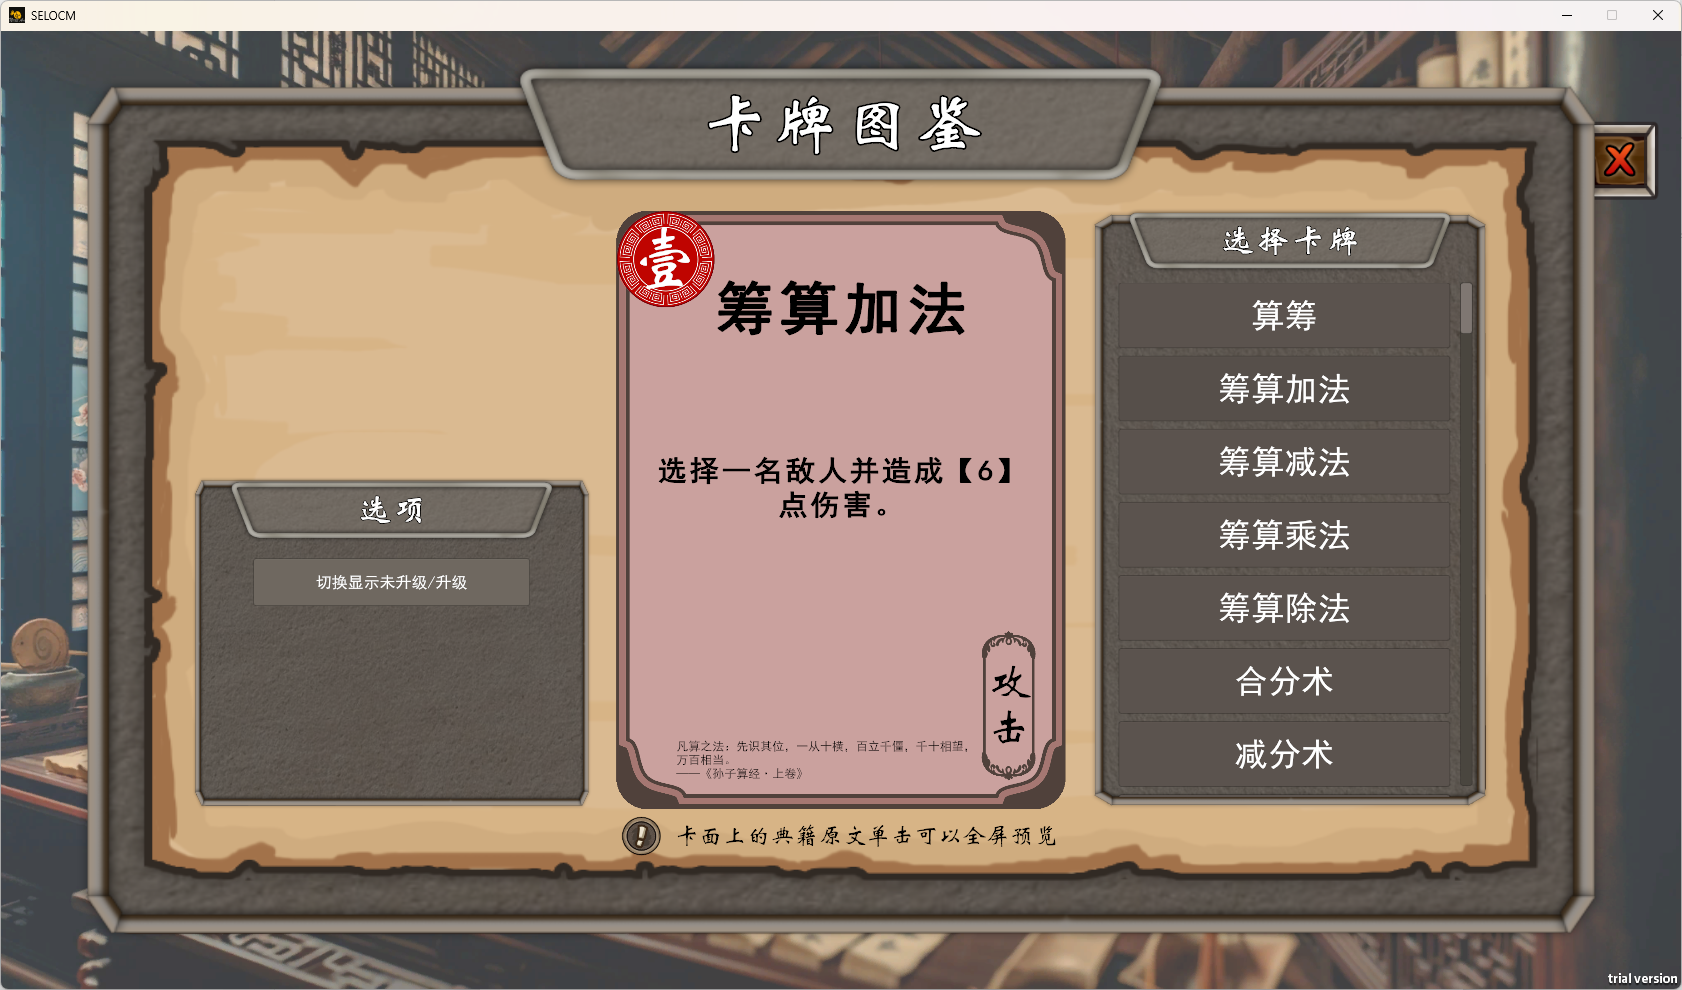 SELOCM
卡牌图鉴
壹
筹算加法
选择一名敌人并造成【6】
点伤害。
攻击
凡算之法：先识其位，一从十横，百立千僵，千十相望，
万百相当。
——《孙子算经·上卷》
卡面上的典籍原文单击可以全屏预览
选项
切换显示未升级/升级
选择卡牌
算筹
筹算加法
筹算减法
筹算乘法
筹算除法
合分术
减分术
trial version